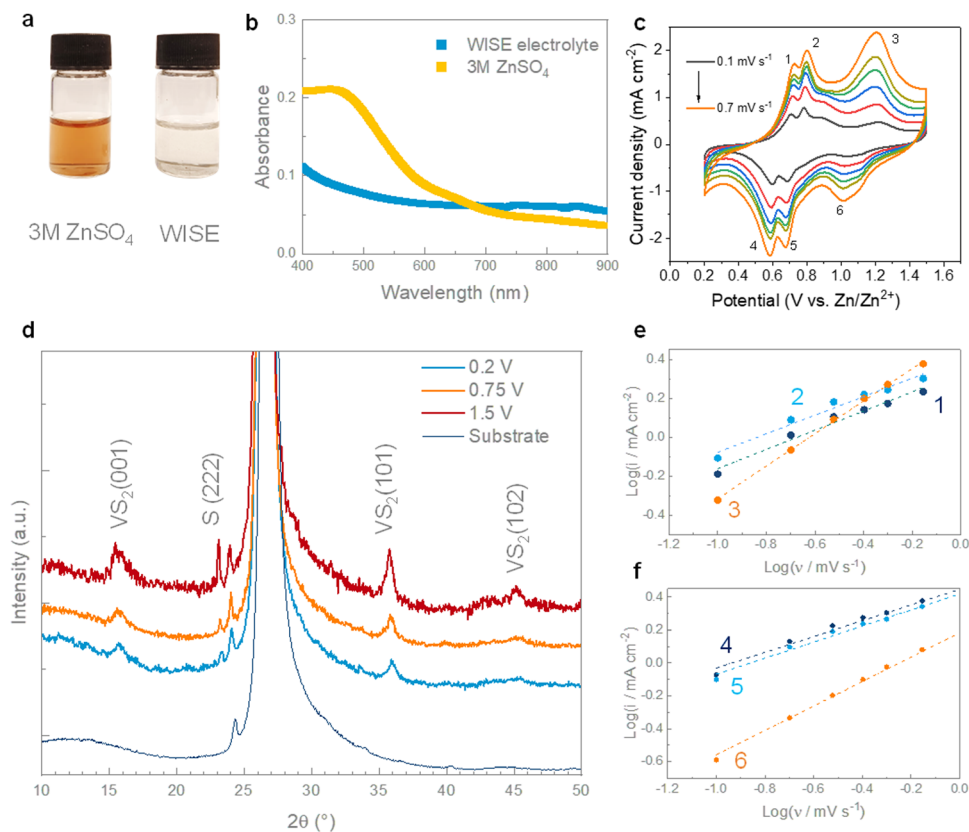 a
3M ZnSO4
WISE
b
WISE electrolyte
3M ZnSO4
0.3
0.2
0.1
0.0
Absorbance
400 500 600 700 800 900
Wavelength (nm)
c
0.1 mV s-1
0.7 mV s-1
1 2 3
4 5 6
2
1
0
-1
-2
Current density (mA cm-2)
0.2 0.4 0.6 0.8 1.0 1.2 1.4 1.6
Potential (V vs. Zn/Zn2+)
d
0.2 V
0.75 V
1.5 V
Substrate
VS2(001)
S (222)
VS2(101)
VS2(102)
Intensity (a.u.)
10 15 20 25 30 35 40 45 50
2θ (°)
e
0.4
0.2
0.0
-0.2
-0.4
Log(i / mA cm-2)
2
1
3
-1.2 -1.0 -0.8 -0.6 -0.4 -0.2 0.0
Log(ν / mV s-1)
f
0.4
0.2
0.0
-0.2
-0.4
-0.6
Log(i / mA cm-2)
4
5
6
-1.2 -1.0 -0.8 -0.6 -0.4 -0.2 0.0
Log(ν / mV s-1)